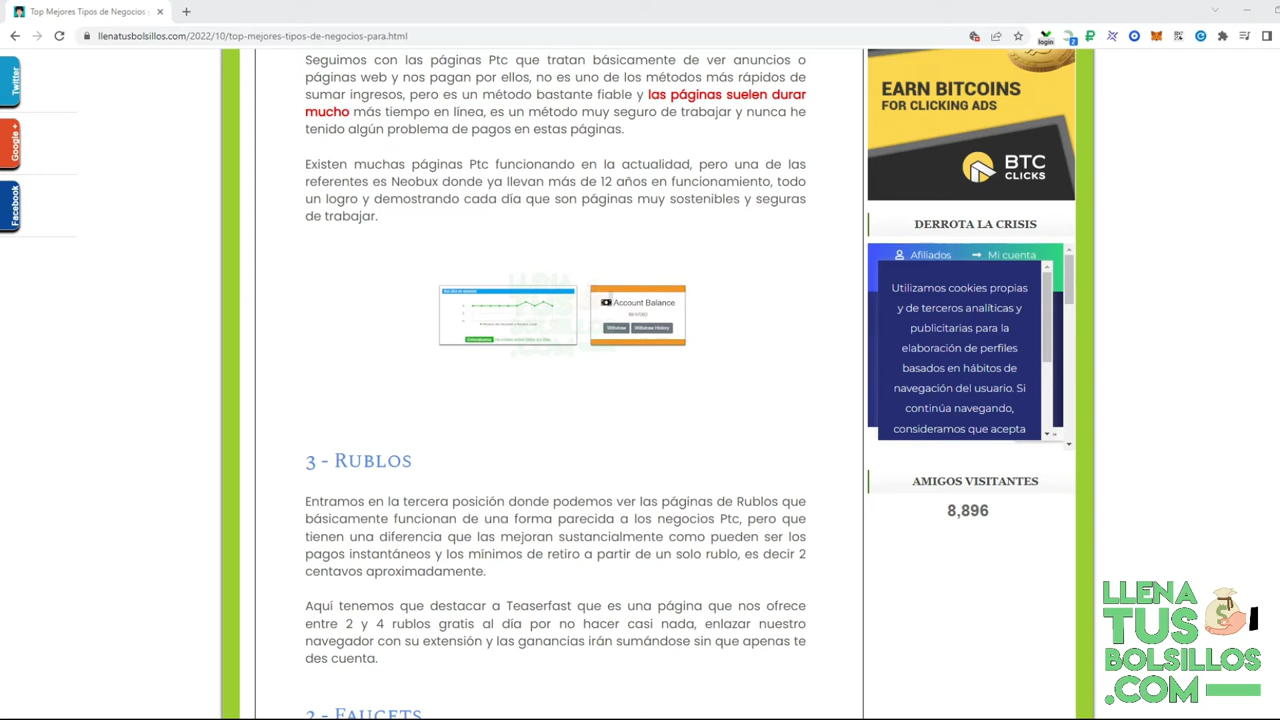 Top Mejores Tipos de Negocios
llenatusbolsillos.com/2022/10/top-mejores-tipos-de-negocios-para.html
login
2
Twitter
Google +
Facebook
Seguimos con las páginas Ptc que tratan básicamente de ver anuncios o
páginas web y nos pagan por ellos, no es uno de los métodos más rápidos de
sumar ingresos, pero es un método bastante fiable y las páginas suelen durar
mucho más tiempo en línea, es un método muy seguro de trabajar y nunca he
tenido algún problema de pagos en estas páginas.
Existen muchas páginas Ptc funcionando en la actualidad, pero una de las
referentes es Neobux donde ya llevan más de 12 años en funcionamiento, todo
un logro y demostrando cada día que son páginas muy sostenibles y seguras
de trabajar.
Account Balance
Withdraw
Withdraw History
3 - Rublos
Entramos en la tercera posición donde podemos ver las páginas de Rublos que
básicamente funcionan de una forma parecida a los negocios Ptc, pero que
tienen una diferencia que las mejoran sustancialmente como pueden ser los
pagos instantáneos y los mínimos de retiro a partir de un solo rublo, es decir 2
centavos aproximadamente.
Aquí tenemos que destacar a Teaserfast que es una página que nos ofrece
entre 2 y 4 rublos gratis al día por no hacer casi nada, enlazar nuestro
navegador con su extensión y las ganancias irán sumándose sin que apenas te
des cuenta.
2 - Faucets
EARN BITCOINS
FOR CLICKING ADS
BTC
CLICKS
DERROTA LA CRISIS
Afiliados
Mi cuenta
Utilizamos cookies propias
y de terceros analíticas y
publicitarias para la
elaboración de perfiles
basados en hábitos de
navegación del usuario. Si
continúa navegando,
consideramos que acepta
AMIGOS VISITANTES
8,896
LLENA
TUS
BOLSILLOS
.COM